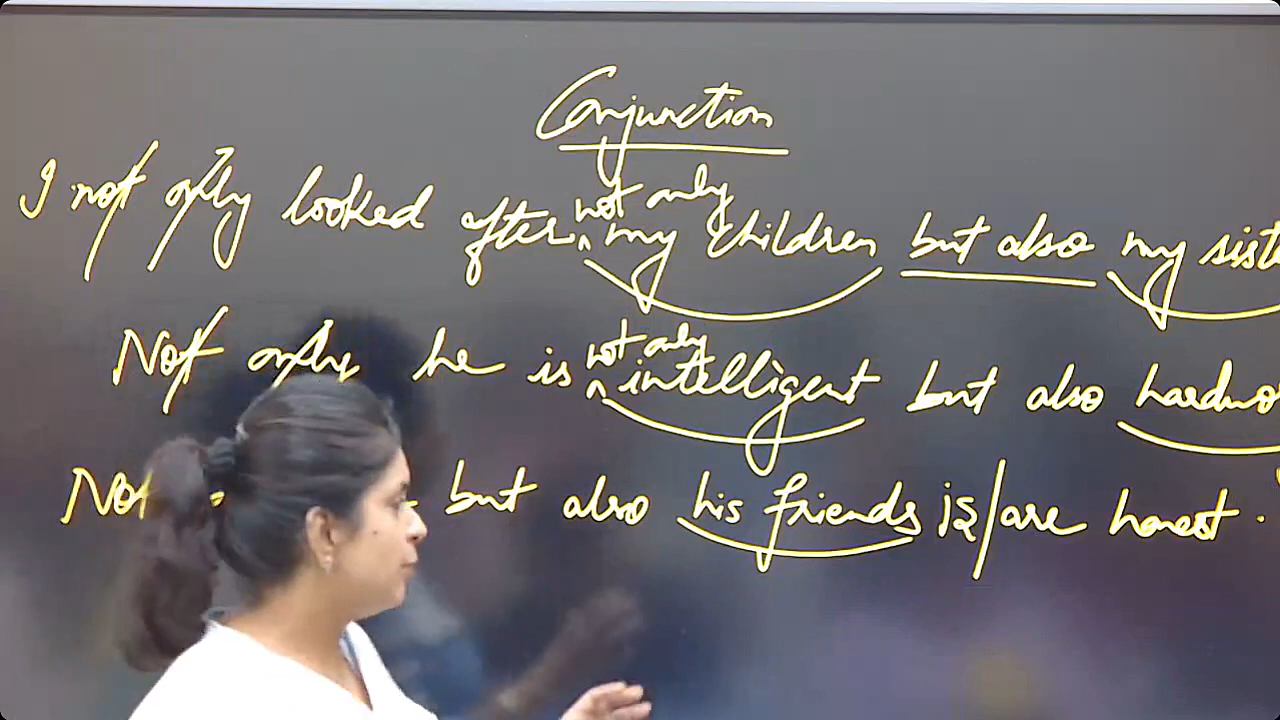 Conjunction
not only
I not only looked after my children but also my siste
not only
Not only he is intelligent but also hardwo
Not but also his friends is/are honest.